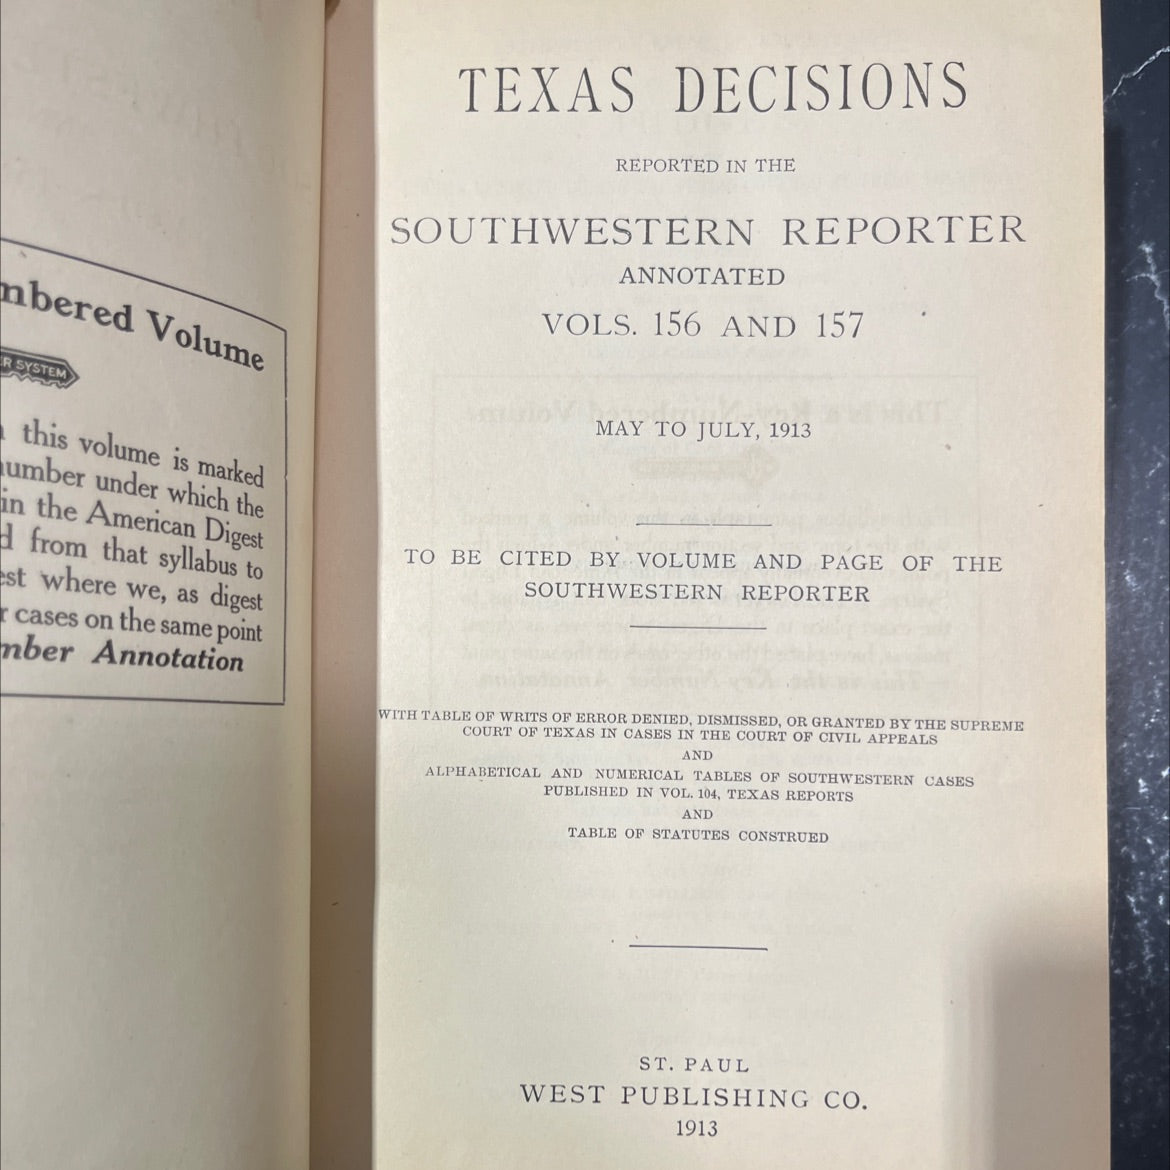 mbered Volume
R SYSTEM
this volume is marked
number under which the
in the American Digest
d from that syllabus to
est where we, as digest
r cases on the same point
mber Annotation
TEXAS DECISIONS
REPORTED IN THE
SOUTHWESTERN REPORTER
ANNOTATED
VOLS. 156 AND 157
MAY TO JULY, 1913
TO BE CITED BY VOLUME AND PAGE OF THE
SOUTHWESTERN REPORTER
WITH TABLE OF WRITS OF ERROR DENIED, DISMISSED, OR GRANTED BY THE SUPREME
COURT OF TEXAS IN CASES IN THE COURT OF CIVIL APPEALS
AND
ALPHABETICAL AND NUMERICAL TABLES OF SOUTHWESTERN CASES
PUBLISHED IN VOL. 104, TEXAS REPORTS
AND
TABLE OF STATUTES CONSTRUED
ST. PAUL
WEST PUBLISHING CO.
1913